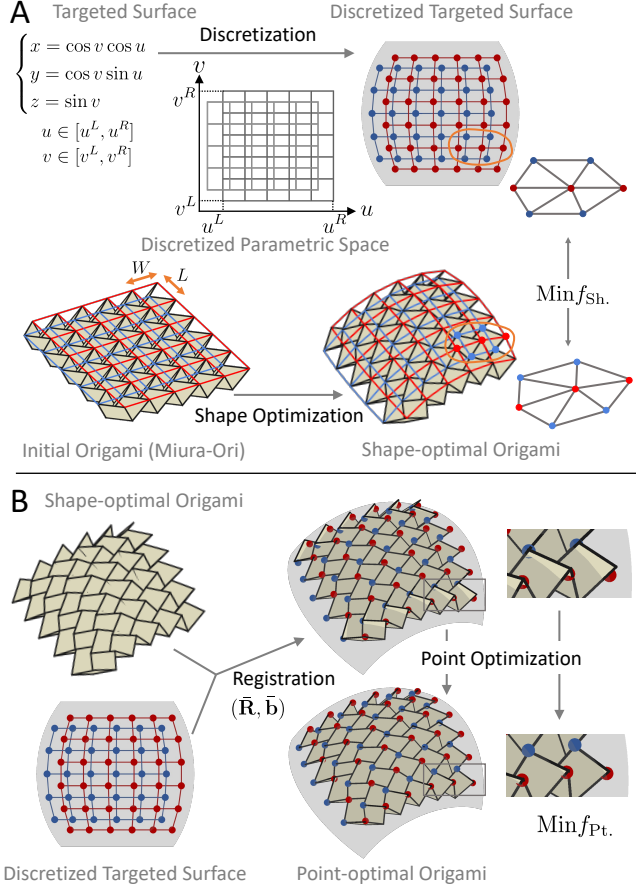 A
Targeted Surface
x = cos v cos u
y = cos v sin u
z = sin v
u ∈ [u^L, u^R]
v ∈ [v^L, v^R]
Discretization
Discretized Targeted Surface
v
v^R
v^L
u^L
u^R
u
Discretized Parametric Space
W
L
Min f_Sh.
Shape Optimization
Initial Origami (Miura-Ori)
Shape-optimal Origami
B
Shape-optimal Origami
Registration
(R̄, b̄)
Point Optimization
Min f_Pt.
Discretized Targeted Surface
Point-optimal Origami